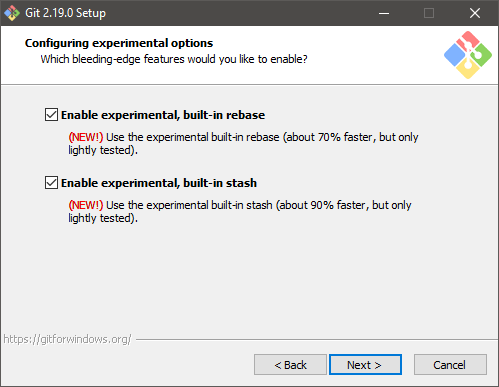 Git 2.19.0 Setup
Configuring experimental options
Which bleeding-edge features would you like to enable?
Enable experimental, built-in rebase
(NEW!) Use the experimental built-in rebase (about 70% faster, but only
lightly tested).
Enable experimental, built-in stash
(NEW!) Use the experimental built-in stash (about 90% faster, but only
lightly tested).
https://gitforwindows.org/
< Back
Next >
Cancel